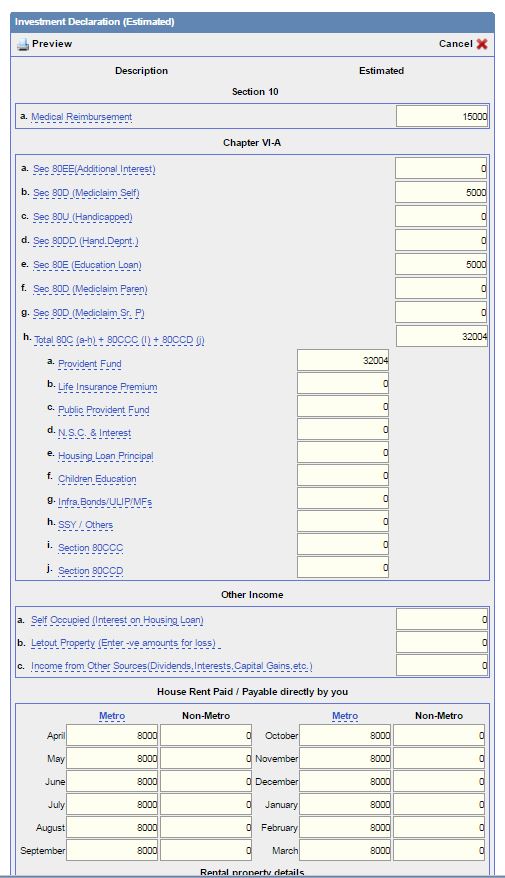 Investment Declaration (Estimated)
Preview Cancel
Description Estimated
Section 10
a. Medical Reimbursement 15000
Chapter VI-A
a. Sec 80EE(Additional Interest) 0
b. Sec 80D (Mediclaim Self) 5000
c. Sec 80U (Handicapped) 0
d. Sec 80DD (Hand.Depnt.) 0
e. Sec 80E (Education Loan) 5000
f. Sec 80D (Mediclaim Paren) 0
g. Sec 80D (Mediclaim Sr. P) 0
h. Total 80C (a-h) + 80CCC (I) + 80CCD (j) 32004
a. Provident Fund 32004
b. Life Insurance Premium 0
c. Public Provident Fund 0
d. N.S.C. & Interest 0
e. Housing Loan Principal 0
f. Children Education 0
g. Infra.Bonds/ULIP/MFs 0
h. SSY / Others 0
i. Section 80CCC 0
j. Section 80CCD 0
Other Income
a. Self Occupied (Interest on Housing Loan) 0
b. Letout Property (Enter -ve amounts for loss) 0
c. Income from Other Sources(Dividends,Interests,Capital Gains,etc.) 0
House Rent Paid / Payable directly by you
Metro Non-Metro Metro Non-Metro
April 8000 0 October 8000 0
May 8000 0 November 8000 0
June 8000 0 December 8000 0
July 8000 0 January 8000 0
August 8000 0 February 8000 0
September 8000 0 March 8000 0
Rental property details